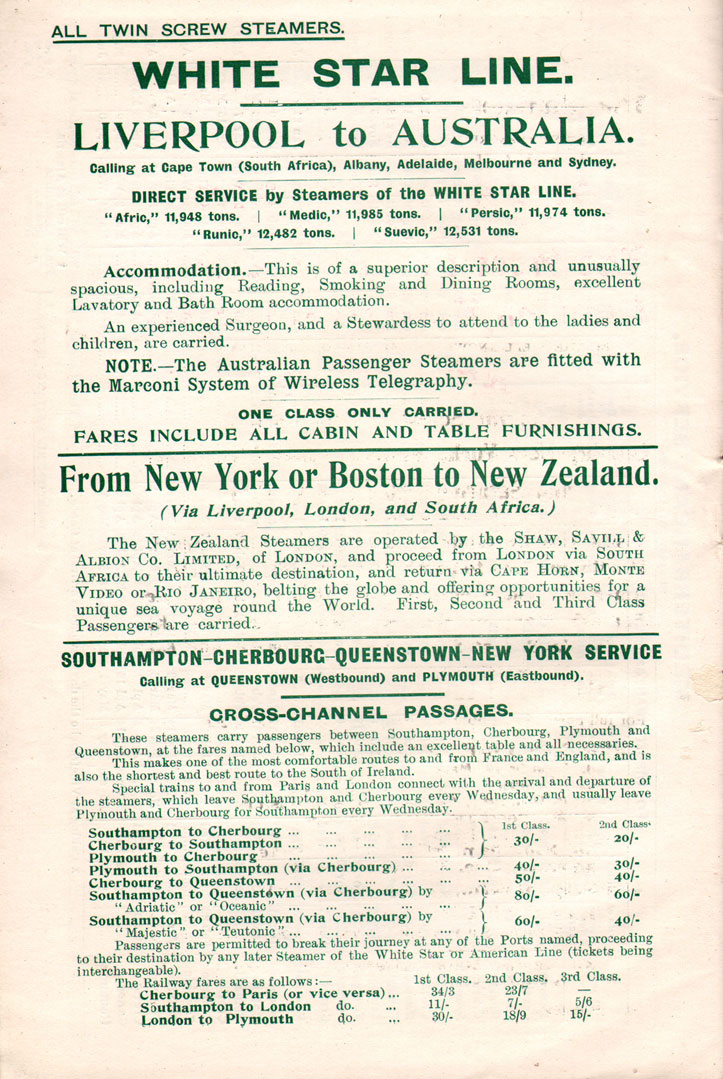 ALL TWIN SCREW STEAMERS.
WHITE STAR LINE.
LIVERPOOL to AUSTRALIA.
Calling at Cape Town (South Africa), Albany, Adelaide, Melbourne and Sydney.
DIRECT SERVICE by Steamers of the WHITE STAR LINE.
"Afric," 11,948 tons. | "Medic," 11,985 tons. | "Persic," 11,974 tons.
"Runic," 12,482 tons. | "Suevic," 12,531 tons.
Accommodation.—This is of a superior description and unusually
spacious, including Reading, Smoking and Dining Rooms, excellent
Lavatory and Bath Room accommodation.
An experienced Surgeon, and a Stewardess to attend to the ladies and
children, are carried.
NOTE.—The Australian Passenger Steamers are fitted with
the Marconi System of Wireless Telegraphy.
ONE CLASS ONLY CARRIED.
FARES INCLUDE ALL CABIN AND TABLE FURNISHINGS.
From New York or Boston to New Zealand.
(Via Liverpool, London, and South Africa.)
The New Zealand Steamers are operated by the SHAW, SAVILL &
ALBION CO. LIMITED, of LONDON, and proceed from LONDON via SOUTH
AFRICA to their ultimate destination, and return via CAPE HORN, MONTE
VIDEO or RIO JANEIRO, belting the globe and offering opportunities for a
unique sea voyage round the World. First, Second and Third Class
Passengers are carried.
SOUTHAMPTON-CHERBOURG-QUEENSTOWN-NEW YORK SERVICE
Calling at QUEENSTOWN (Westbound) and PLYMOUTH (Eastbound).
CROSS-CHANNEL PASSAGES.
These steamers carry passengers between Southampton, Cherbourg, Plymouth and
Queenstown, at the fares named below, which include an excellent table and all necessaries.
This makes one of the most comfortable routes to and from France and England, and is
also the shortest and best route to the South of Ireland.
Special trains to and from Paris and London connect with the arrival and departure of
the steamers, which leave Southampton and Cherbourg every Wednesday, and usually leave
Plymouth and Cherbourg for Southampton every Wednesday.
1st Class. 2nd Class.
Southampton to Cherbourg ... ... ... ... ...
Cherbourg to Southampton ... ... ... ... ... } 30/- 20/-
Plymouth to Cherbourg ... ... ... ... ...
Plymouth to Southampton (via Cherbourg) ... ... ... 40/- 30/-
Cherbourg to Queenstown ... ... ... ... ... 50/- 40/-
Southampton to Queenstown (via Cherbourg) by } 80/- 60/-
"Adriatic" or "Oceanic" ... ... ... ... ...
Southampton to Queenstown (via Cherbourg) by } 60/- 40/-
"Majestic" or "Teutonic" ... ... ... ... ...
Passengers are permitted to break their journey at any of the Ports named, proceeding
to their destination by any later Steamer of the White Star or American Line (tickets being
interchangeable).
The Railway fares are as follows:— 1st Class. 2nd Class. 3rd Class.
Cherbourg to Paris (or vice versa) ... 34/3 23/7 —
Southampton to London do. ... 11/- 7/- 5/6
London to Plymouth do. ... 30/- 18/9 15/-